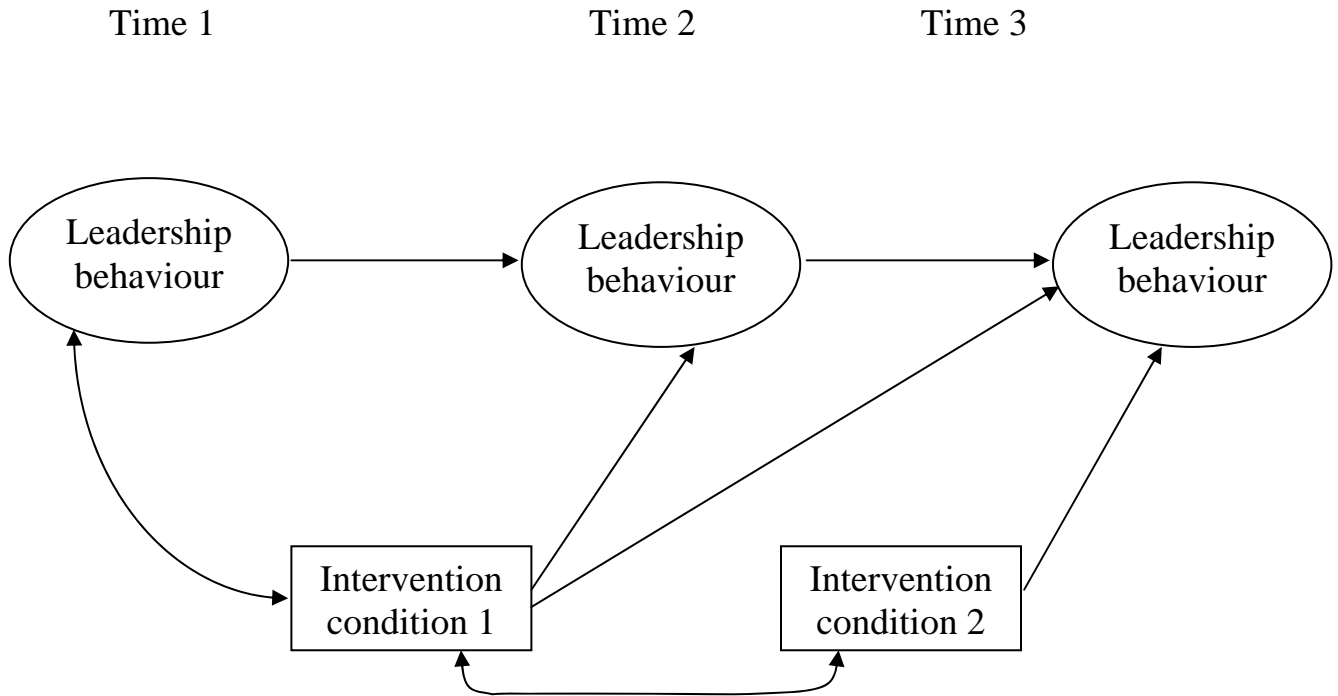 Time 1
Time 2
Time 3
Leadership
behaviour
Leadership
behaviour
Leadership
behaviour
Intervention
condition 1
Intervention
condition 2